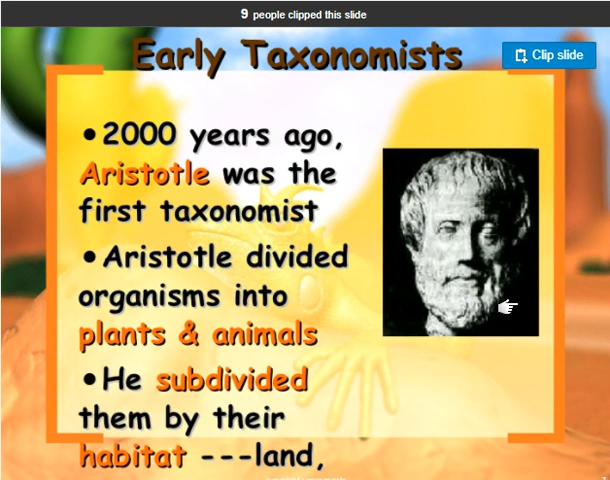 9 people clipped this slide
Early Taxonomists
Clip slide
•2000 years ago,
Aristotle was the
first taxonomist
•Aristotle divided
organisms into
plants & animals
•He subdivided
them by their
habitat ---land,